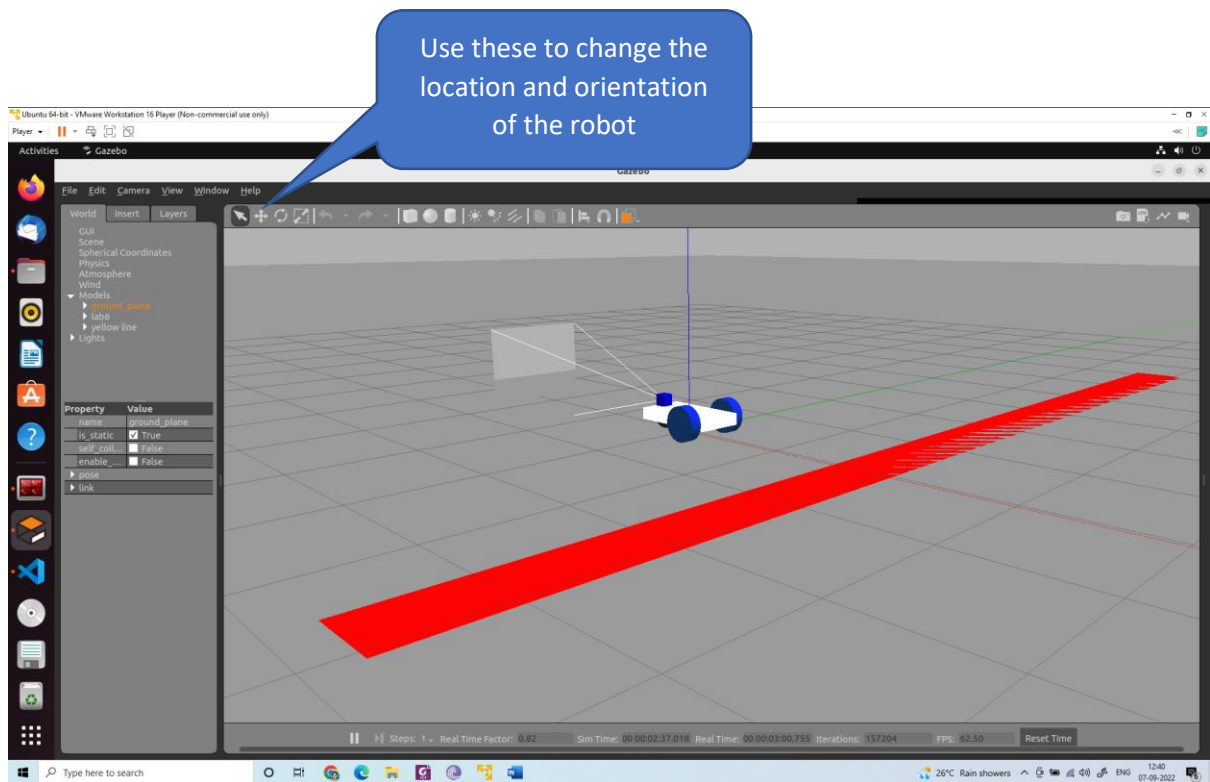 Use these to change the
location and orientation
of the robot
Ubuntu 64-bit - VMware Workstation 16 Player (Non-commercial use only)
Player
Activities Gazebo
Gazebo
File Edit Camera View Window Help
World Insert Layers
GUI
Scene
Spherical Coordinates
Physics
Atmosphere
Wind
Models
ground_plane
lab6
yellow line
Lights
Property Value
name ground_plane
is_static True
self_coll... False
enable_... False
pose
link
Steps: 1 Real Time Factor: 0.82 Sim Time: 00 00:02:37.018 Real Time: 00 00:03:00.755 Iterations: 157204 FPS: 62.50 Reset Time
Type here to search 26°C Rain showers ENG 12:40
07-09-2022